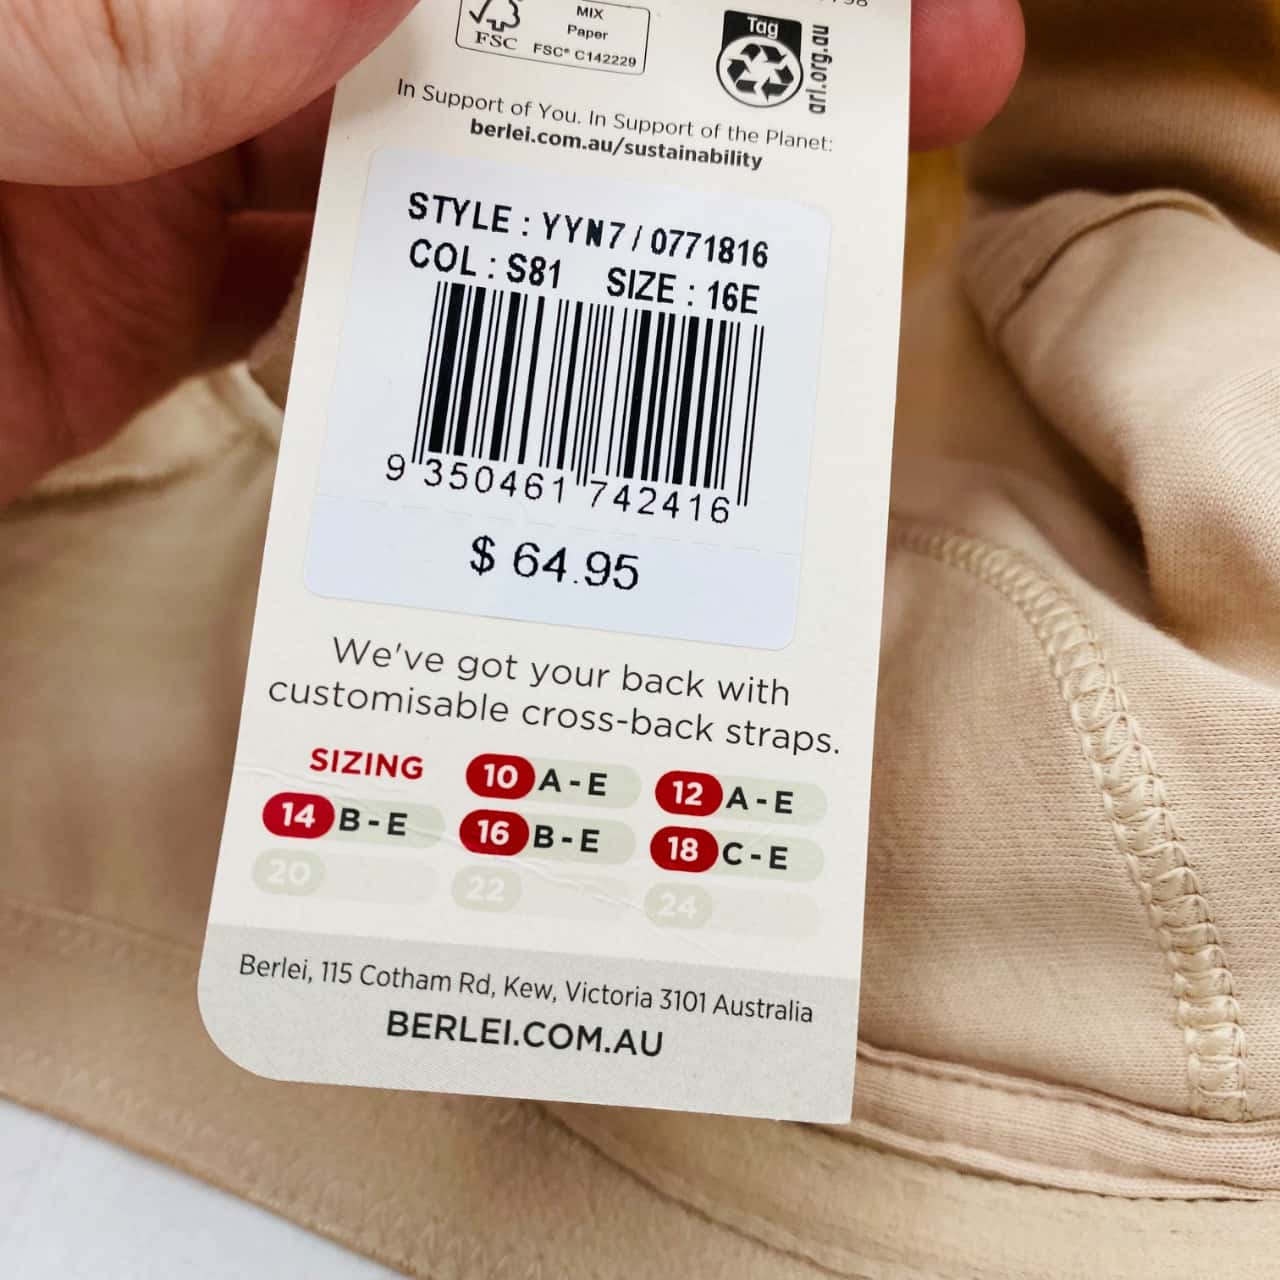 MIX
Paper
FSC
FSC® C142229
Tag
arl.org.au
In Support of You. In Support of the Planet:
berlei.com.au/sustainability
STYLE : YYN7 / 0771816
COL : S81 SIZE : 16E
9 350461 742416
$ 64.95
We've got your back with
customisable cross-back straps.
SIZING 10 A - E 12 A - E
14 B - E 16 B - E 18 C - E
20 22 24
Berlei, 115 Cotham Rd, Kew, Victoria 3101 Australia
BERLEI.COM.AU